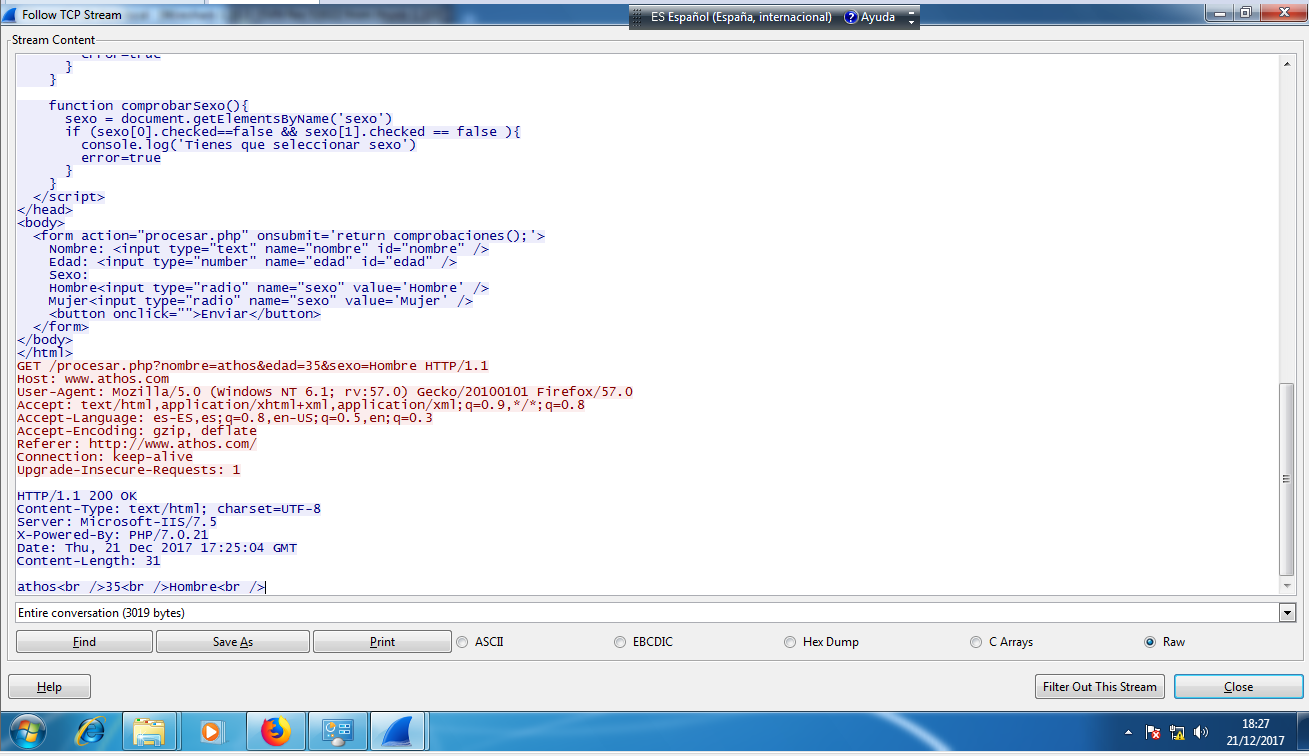 Follow TCP Stream
ES Español (España, internacional) Ayuda
Stream Content
error=true
}
}
function comprobarSexo(){
sexo = document.getElementsByName('sexo')
if (sexo[0].checked==false && sexo[1].checked == false ){
console.log('Tienes que seleccionar sexo')
error=true
}
}
</script>
</head>
<body>
<form action="procesar.php" onsubmit='return comprobaciones();'>
Nombre: <input type="text" name="nombre" id="nombre" />
Edad: <input type="number" name="edad" id="edad" />
Sexo:
Hombre<input type="radio" name="sexo" value='Hombre' />
Mujer<input type="radio" name="sexo" value='Mujer' />
<button onclick="">Enviar</button>
</form>
</body>
</html>
GET /procesar.php?nombre=athos&edad=35&sexo=Hombre HTTP/1.1
Host: www.athos.com
User-Agent: Mozilla/5.0 (Windows NT 6.1; rv:57.0) Gecko/20100101 Firefox/57.0
Accept: text/html,application/xhtml+xml,application/xml;q=0.9,*/*;q=0.8
Accept-Language: es-ES,es;q=0.8,en-US;q=0.5,en;q=0.3
Accept-Encoding: gzip, deflate
Referer: http://www.athos.com/
Connection: keep-alive
Upgrade-Insecure-Requests: 1
HTTP/1.1 200 OK
Content-Type: text/html; charset=UTF-8
Server: Microsoft-IIS/7.5
X-Powered-By: PHP/7.0.21
Date: Thu, 21 Dec 2017 17:25:04 GMT
Content-Length: 31
athos<br />35<br />Hombre<br />
Entire conversation (3019 bytes)
Find Save As Print ASCII EBCDIC Hex Dump C Arrays Raw
Help Filter Out This Stream Close
18:27
21/12/2017